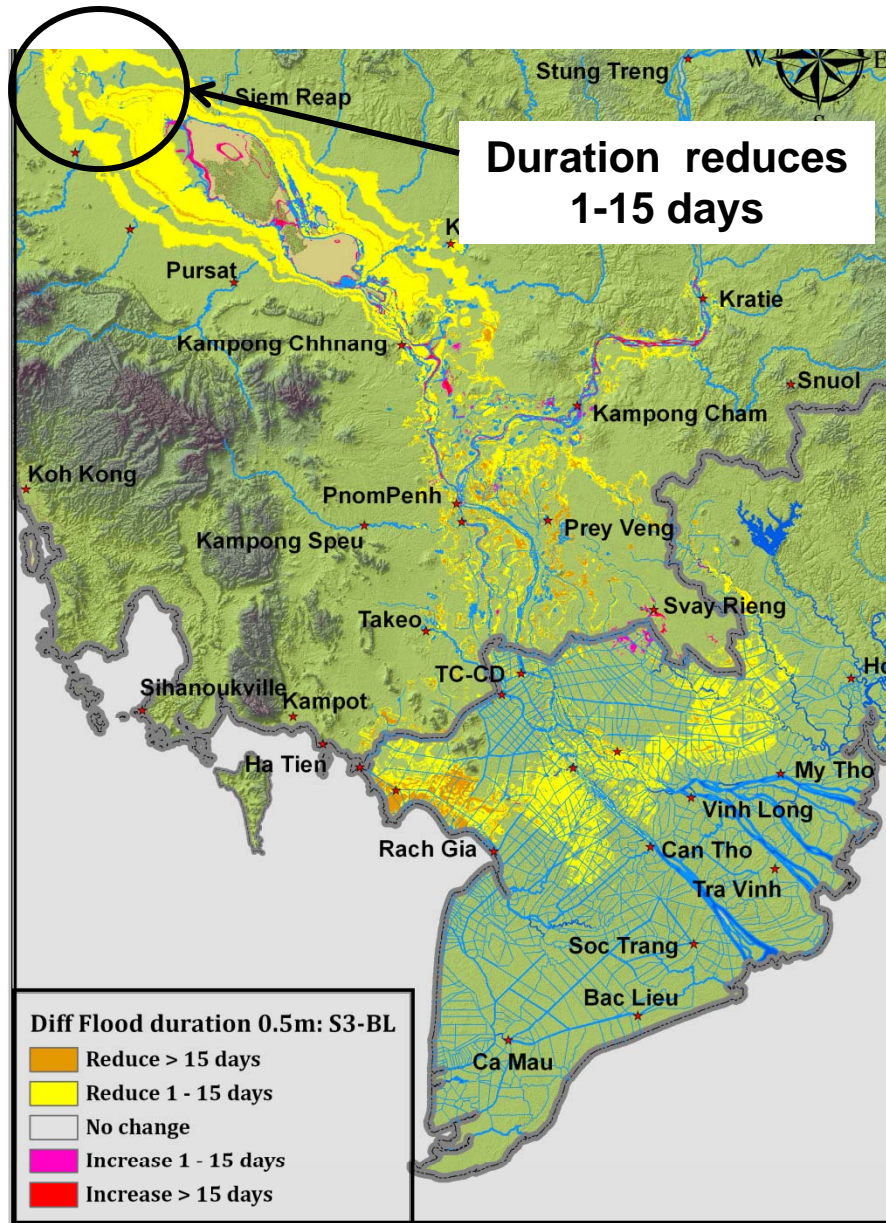 Stung Treng
W
E
S
Siem Reap
Duration reduces
1-15 days
K
Pursat
Kratie
Kampong Chhnang
Snuol
Kampong Cham
Koh Kong
PnomPenh
Prey Veng
Kampong Speu
Svay Rieng
Takeo
TC-CD
Ho
Sihanoukville
Kampot
Ha Tien
My Tho
Vinh Long
Rach Gia
Can Tho
Tra Vinh
Soc Trang
Bac Lieu
Ca Mau
Diff Flood duration 0.5m: S3-BL
Reduce > 15 days
Reduce 1 - 15 days
No change
Increase 1 - 15 days
Increase > 15 days